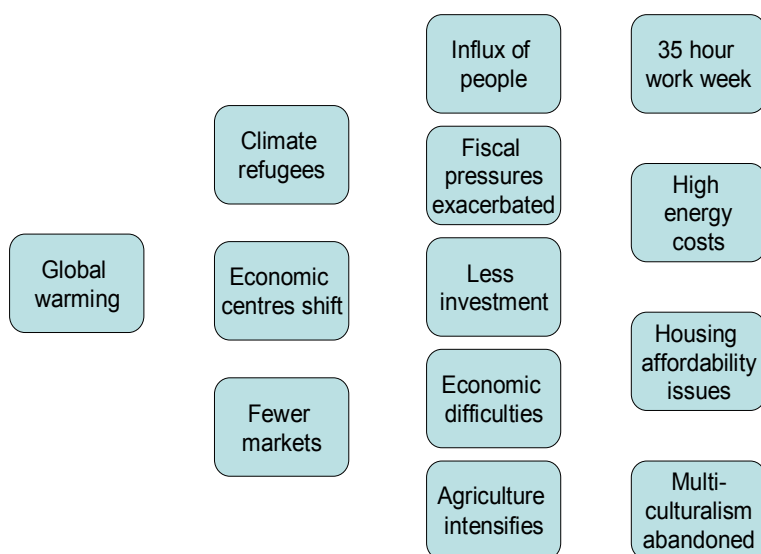 Global
warming
Climate
refugees
Economic
centres shift
Fewer
markets
Influx of
people
Fiscal
pressures
exacerbated
Less
investment
Economic
difficulties
Agriculture
intensifies
35 hour
work week
High
energy
costs
Housing
affordability
issues
Multi-
culturalism
abandoned